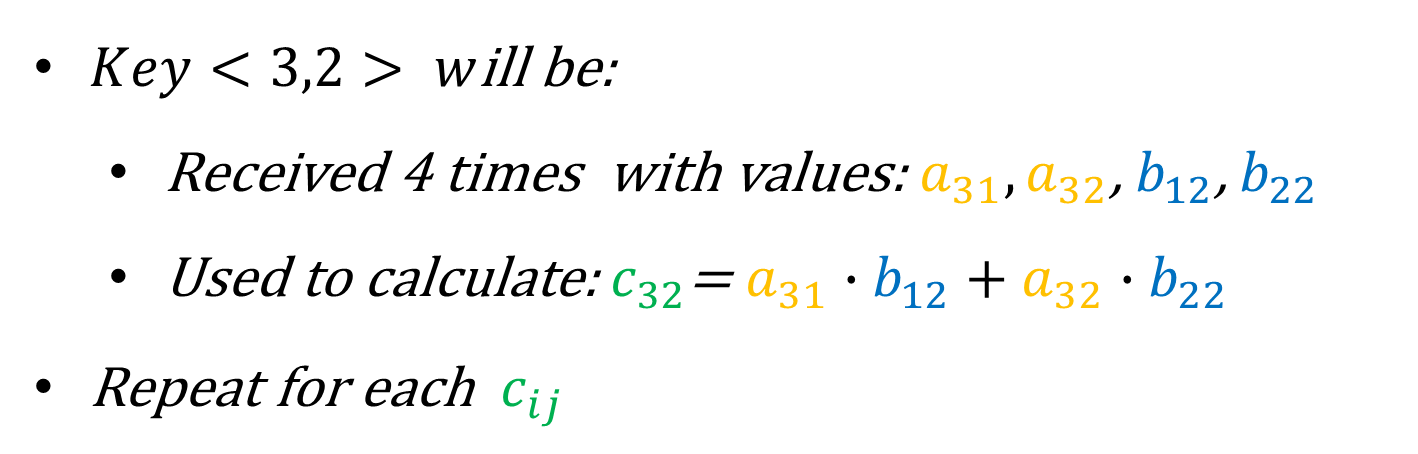 • Key < 3,2 > will be:
• Received 4 times with values: a₃₁, a₃₂, b₁₂, b₂₂
• Used to calculate: c₃₂ = a₃₁ · b₁₂ + a₃₂ · b₂₂
• Repeat for each cᵢⱼ